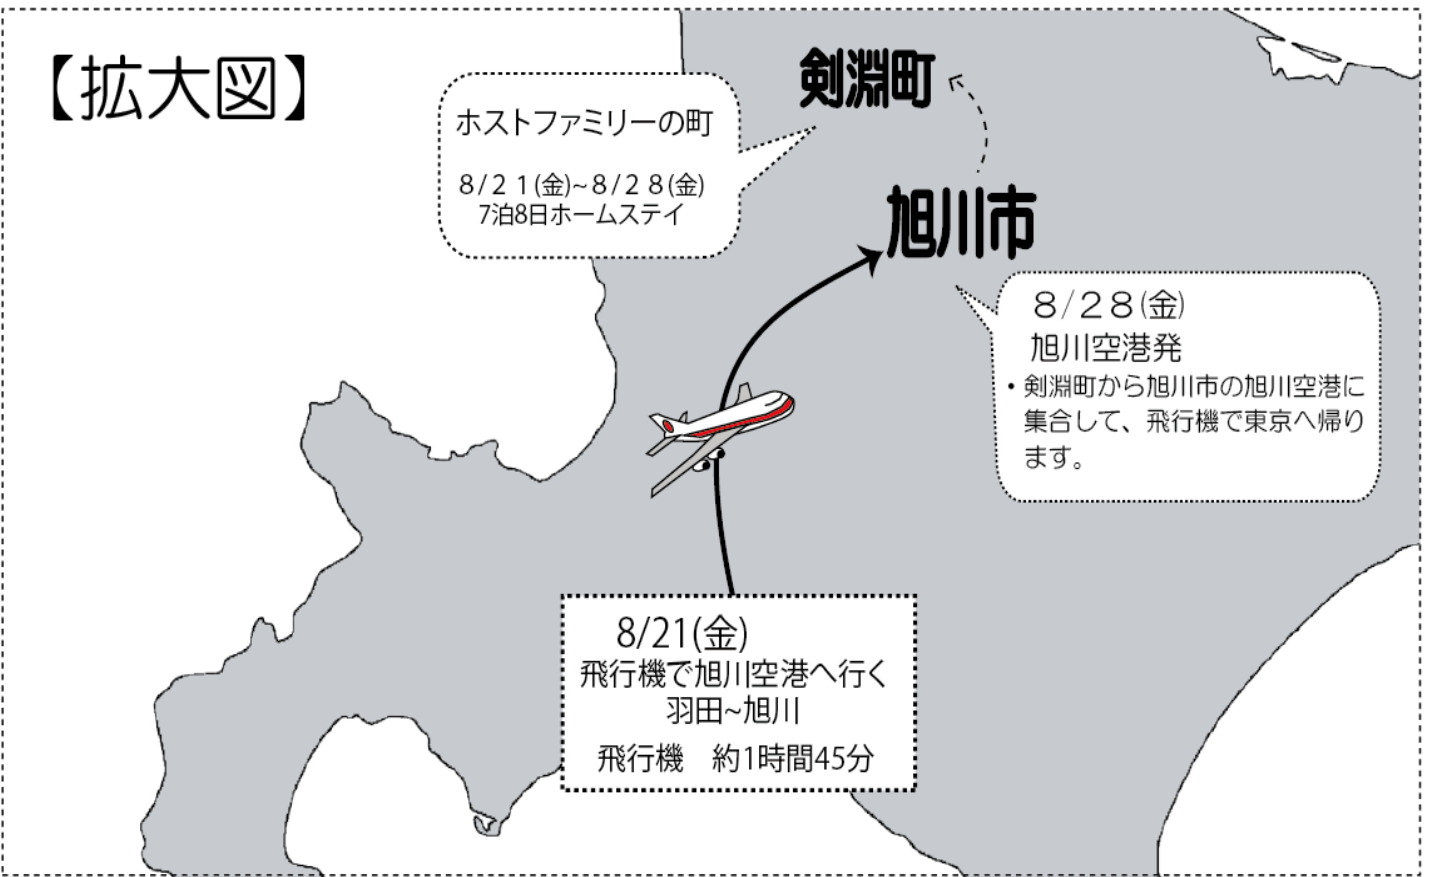 【拡大図】
剣淵町
ホストファミリーの町
８/２１(金)~８/２８(金)
7泊8日ホームステイ
旭川市
８/２８(金)
旭川空港発
・剣淵町から旭川市の旭川空港に
集合して、飛行機で東京へ帰り
ます。
8/21(金)
飛行機で旭川空港へ行く
羽田~旭川
飛行機　約1時間45分